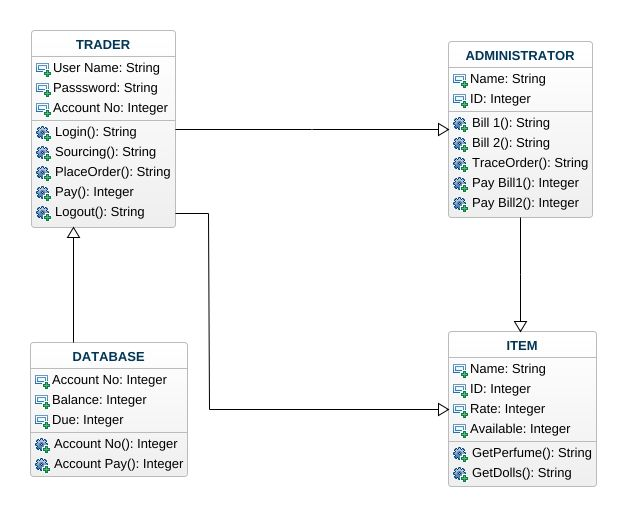 TRADER
User Name: String
Passsword: String
Account No: Integer
Login(): String
Sourcing(): String
PlaceOrder(): String
Pay(): Integer
Logout(): String
ADMINISTRATOR
Name: String
ID: Integer
Bill 1(): String
Bill 2(): String
TraceOrder(): String
Pay Bill1(): Integer
Pay Bill2(): Integer
DATABASE
Account No: Integer
Balance: Integer
Due: Integer
Account No(): Integer
Account Pay(): Integer
ITEM
Name: String
ID: Integer
Rate: Integer
Available: Integer
GetPerfume(): String
GetDolls(): String